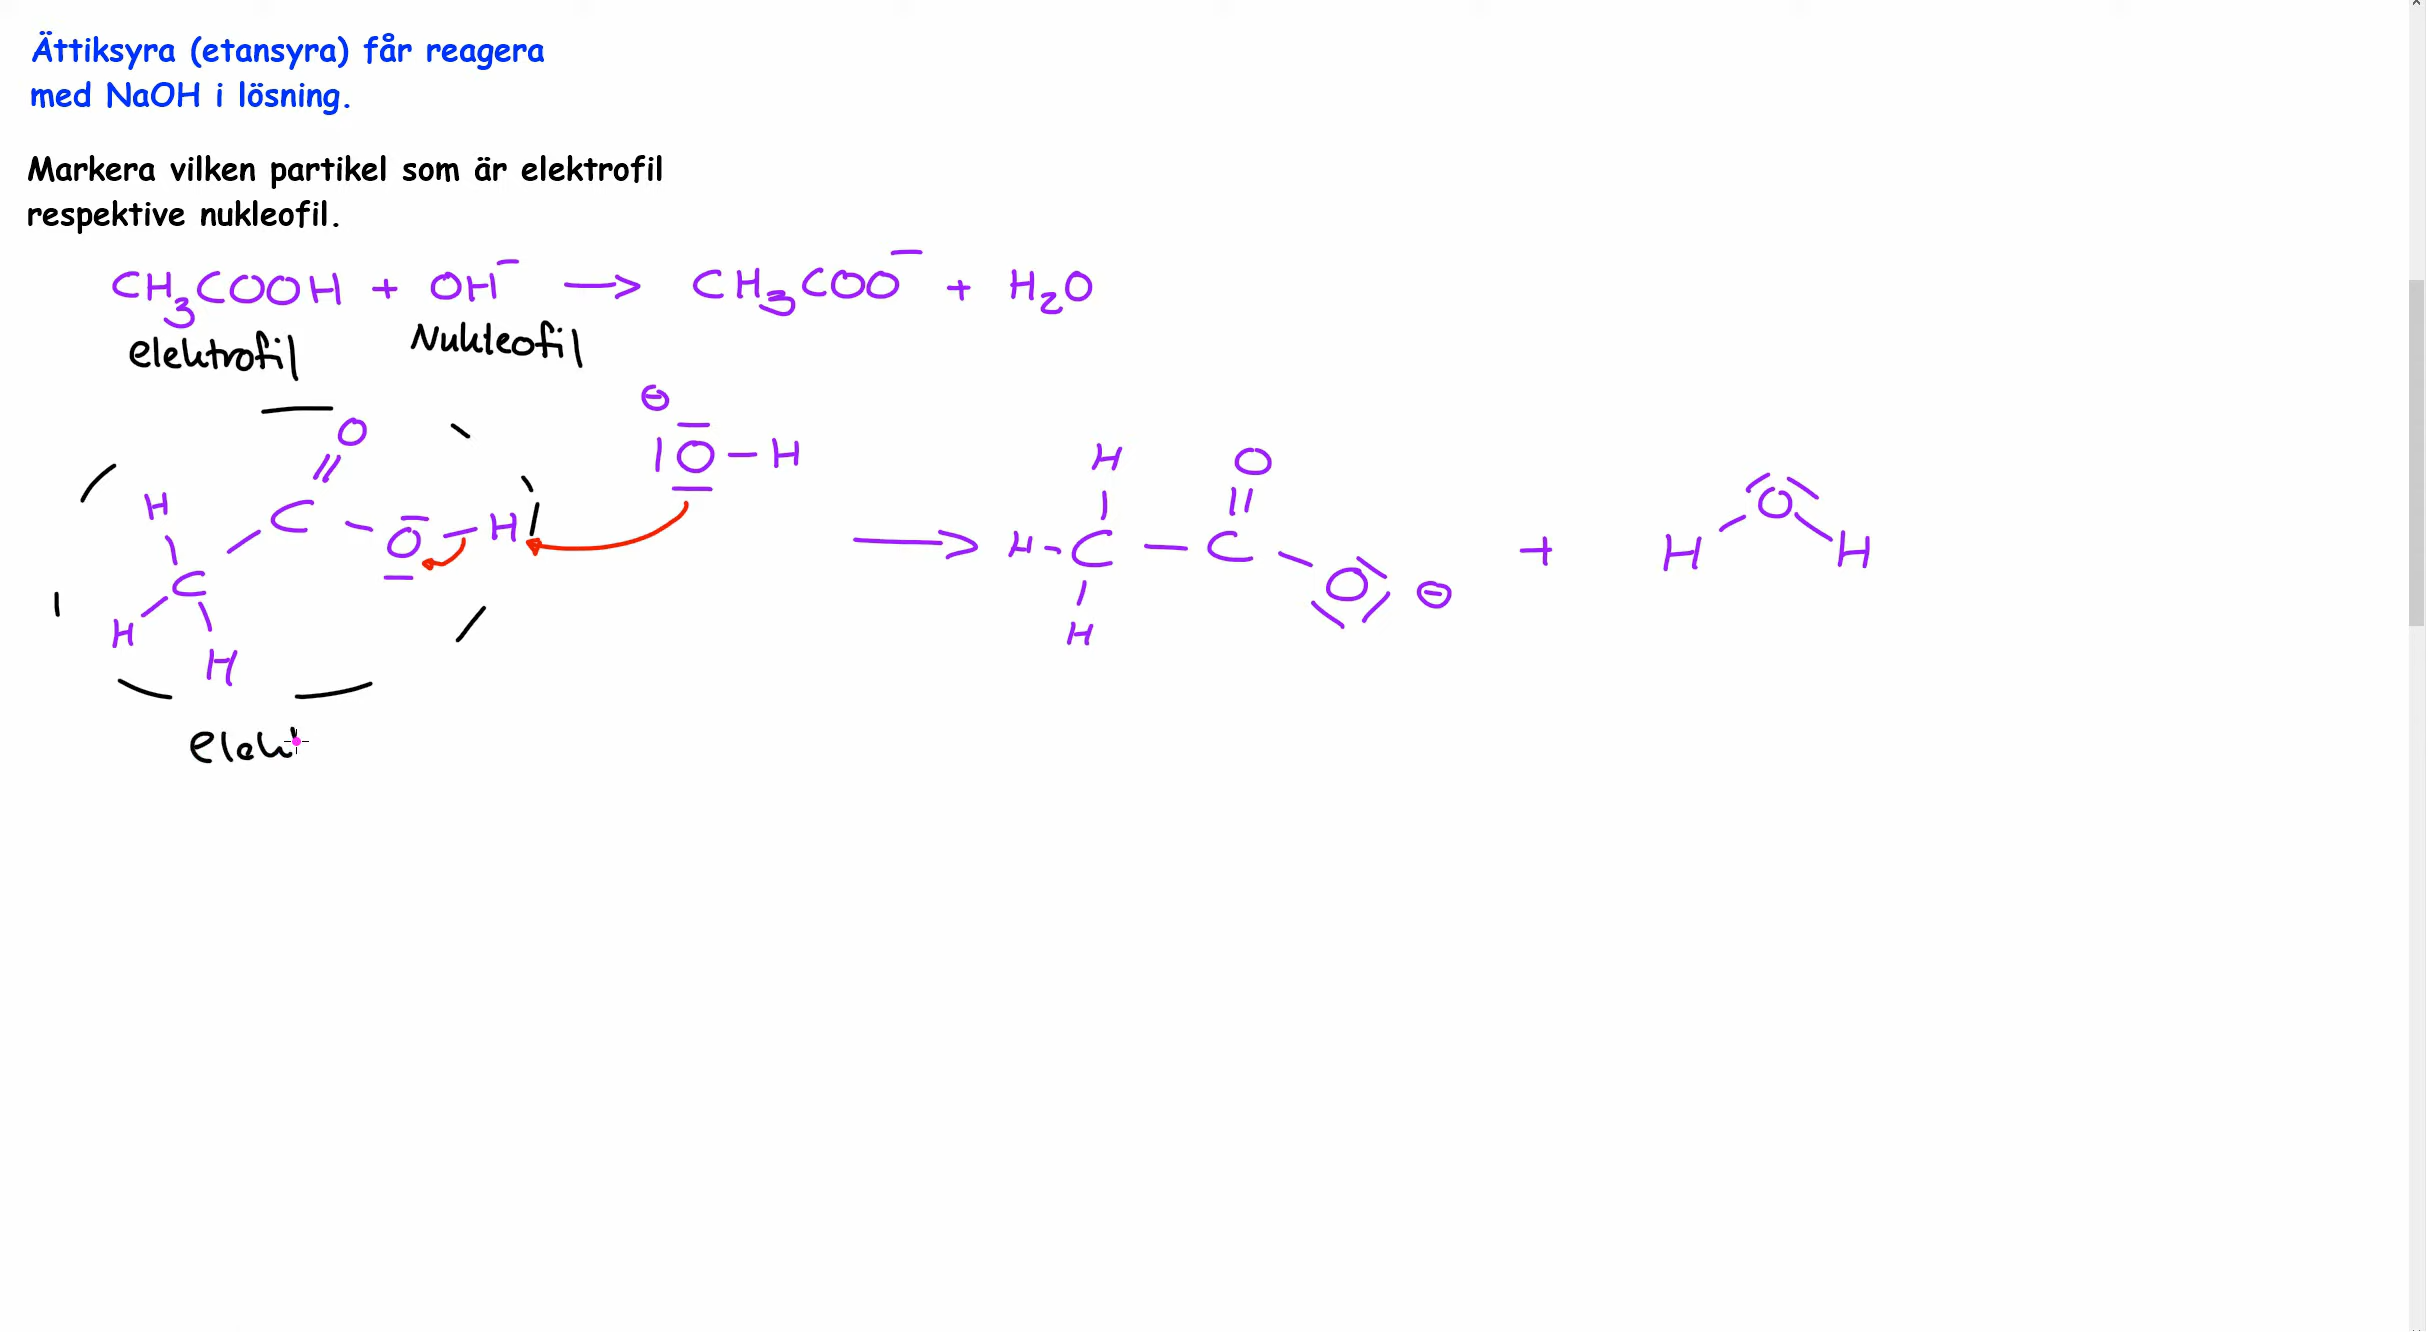 Ättiksyra (etansyra) får reagera
med NaOH i lösning.
Markera vilken partikel som är elektrofil
respektive nukleofil.
CH₃COOH + OH⁻ → CH₃COO⁻ + H₂O
elektrofil Nukleofil
⊖
O
O – H
H O
H
C O – H
H – C – C + O
H H
C O ⊖
H
H H
elekt